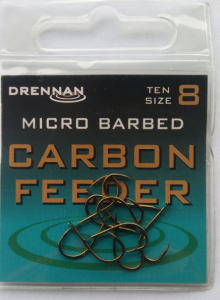 DRENNAN
TEN
SIZE 8
MICRO BARBED
CARBON
FEEDER